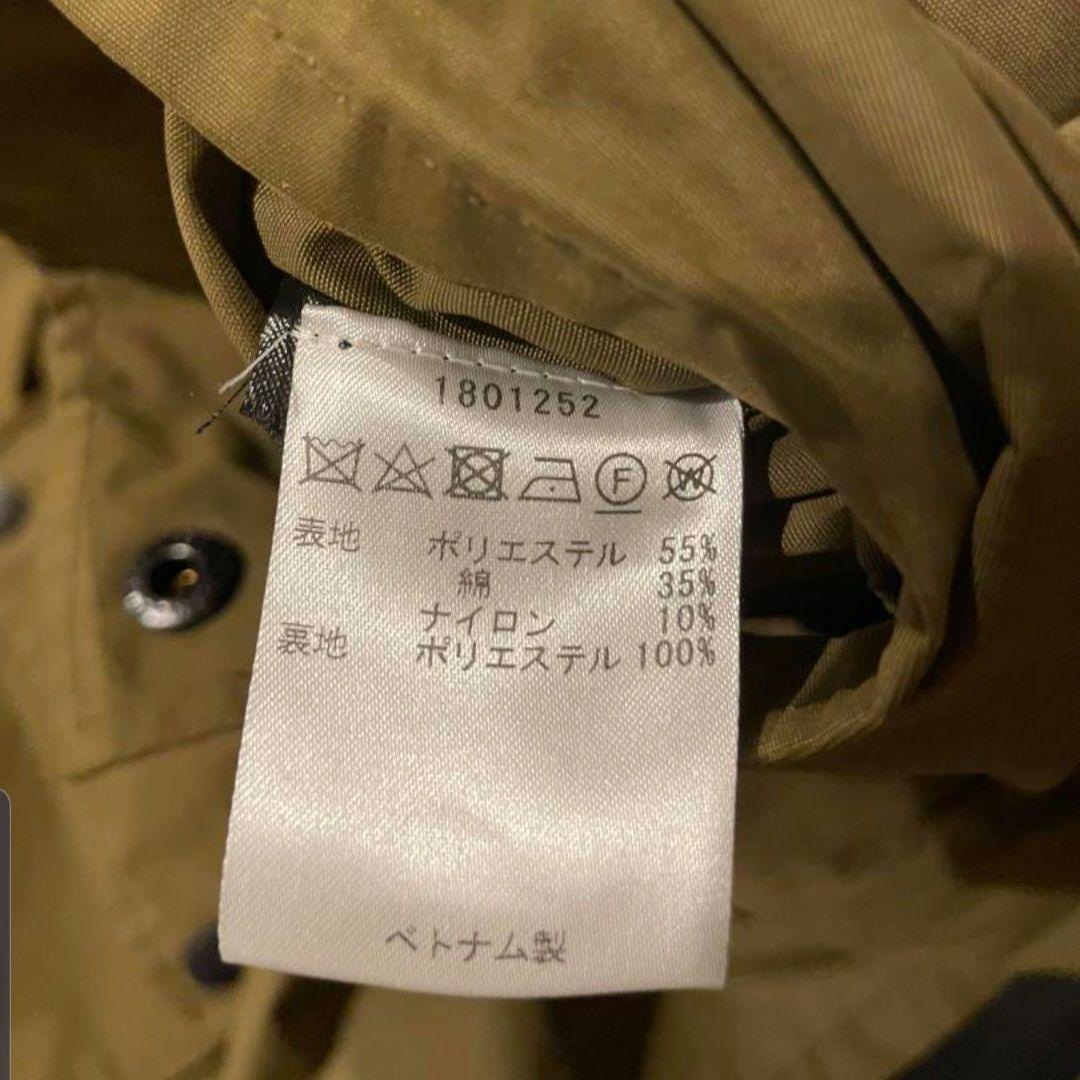 1801252
F W
表地 ポリエステル 55%
綿 35%
ナイロン 10%
裏地 ポリエステル 100%
ベトナム製